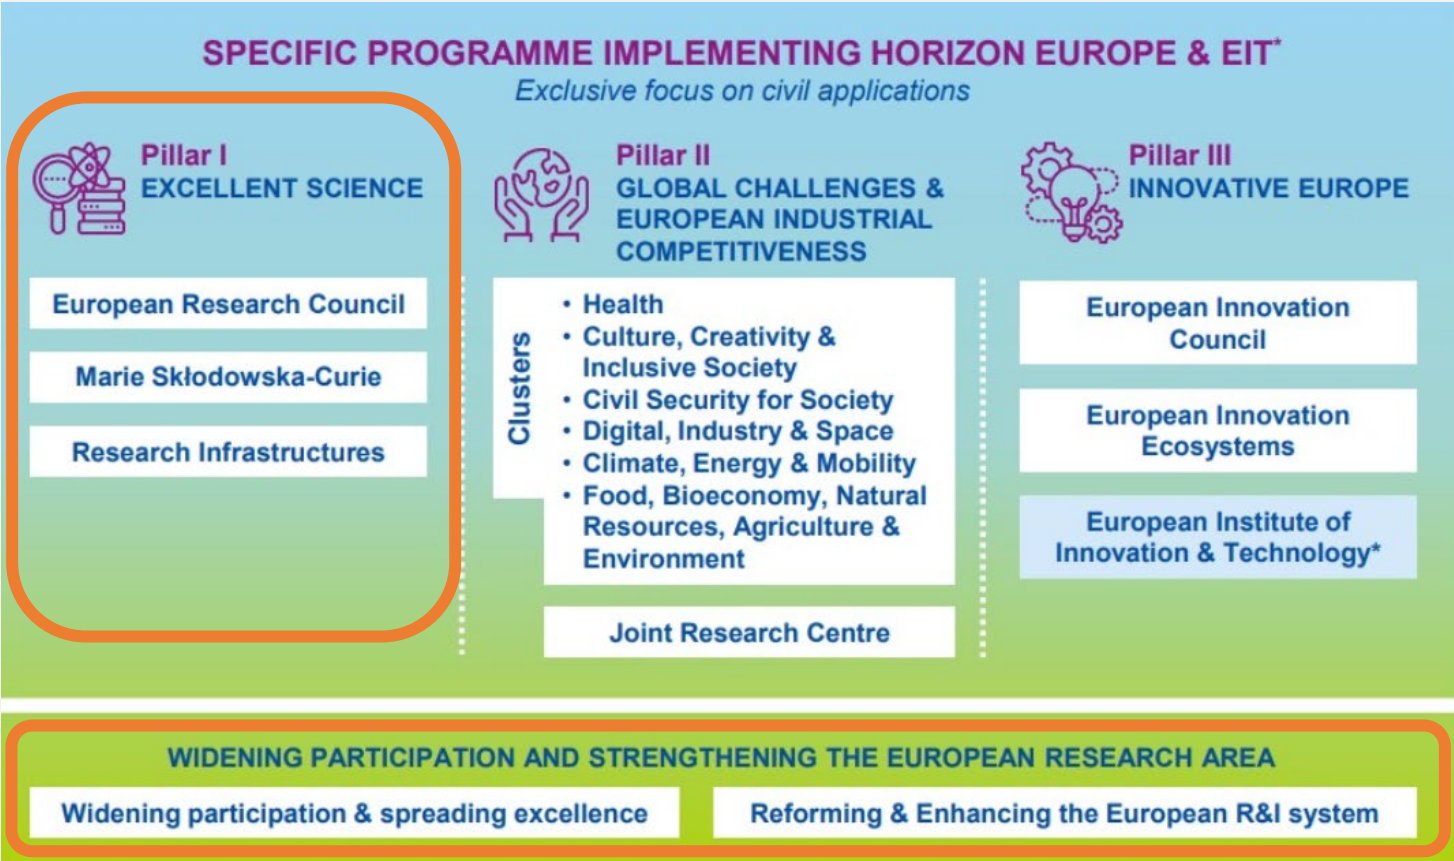 SPECIFIC PROGRAMME IMPLEMENTING HORIZON EUROPE & EIT*
Exclusive focus on civil applications
Pillar I
EXCELLENT SCIENCE
European Research Council
Marie Skłodowska-Curie
Research Infrastructures
Pillar II
GLOBAL CHALLENGES &
EUROPEAN INDUSTRIAL
COMPETITIVENESS
Clusters
• Health
• Culture, Creativity &
Inclusive Society
• Civil Security for Society
• Digital, Industry & Space
• Climate, Energy & Mobility
• Food, Bioeconomy, Natural
Resources, Agriculture &
Environment
Joint Research Centre
Pillar III
INNOVATIVE EUROPE
European Innovation
Council
European Innovation
Ecosystems
European Institute of
Innovation & Technology*
WIDENING PARTICIPATION AND STRENGTHENING THE EUROPEAN RESEARCH AREA
Widening participation & spreading excellence
Reforming & Enhancing the European R&I system